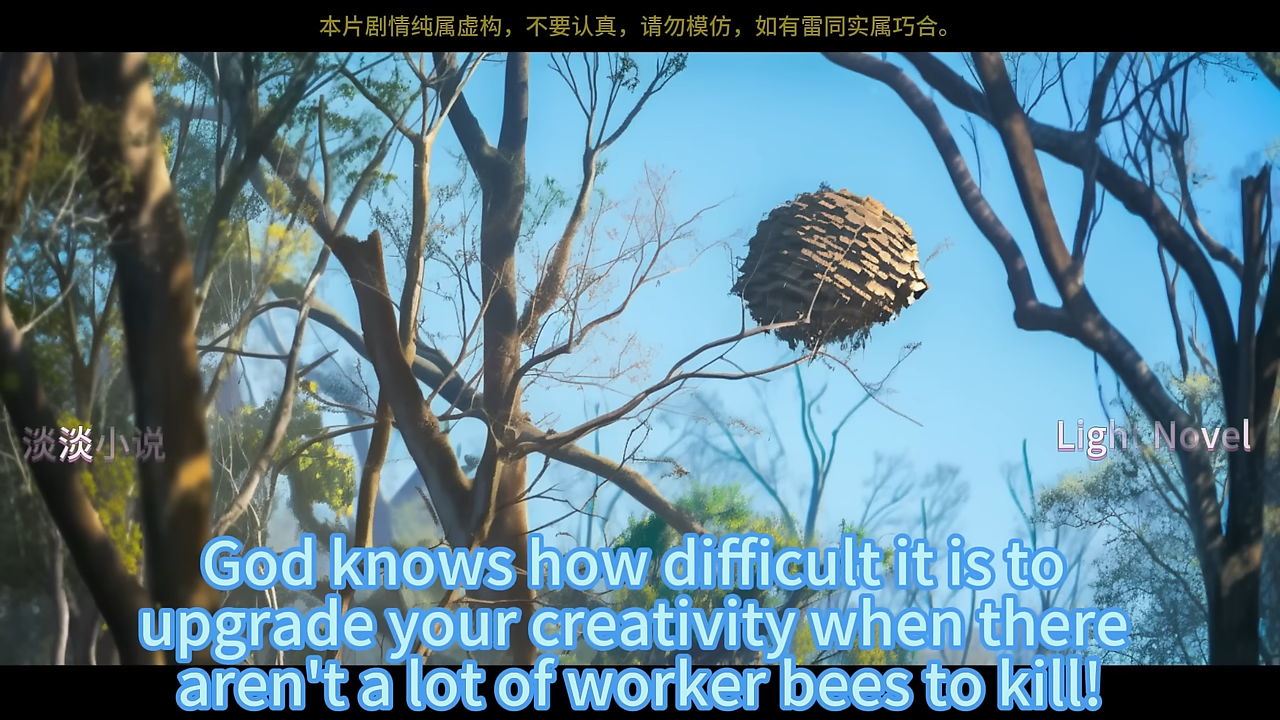 本片剧情纯属虚构，不要认真，请勿模仿，如有雷同实属巧合。
淡淡小说
Light Novel
God knows how difficult it is to
upgrade your creativity when there
aren't a lot of worker bees to kill!